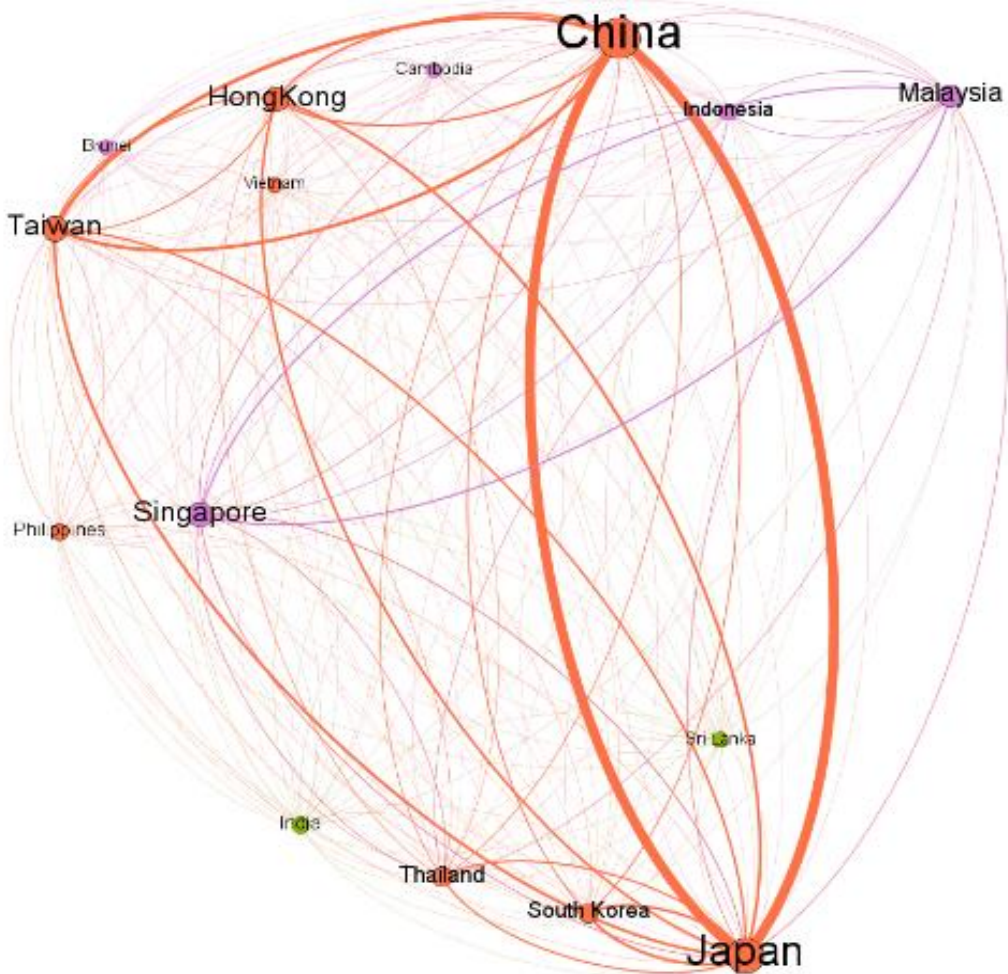 China
Cambodia
HongKong
Indonesia
Malaysia
Brunei
Vietnam
Taiwan
Singapore
Philippines
Sri Lanka
India
Thailand
South Korea
Japan